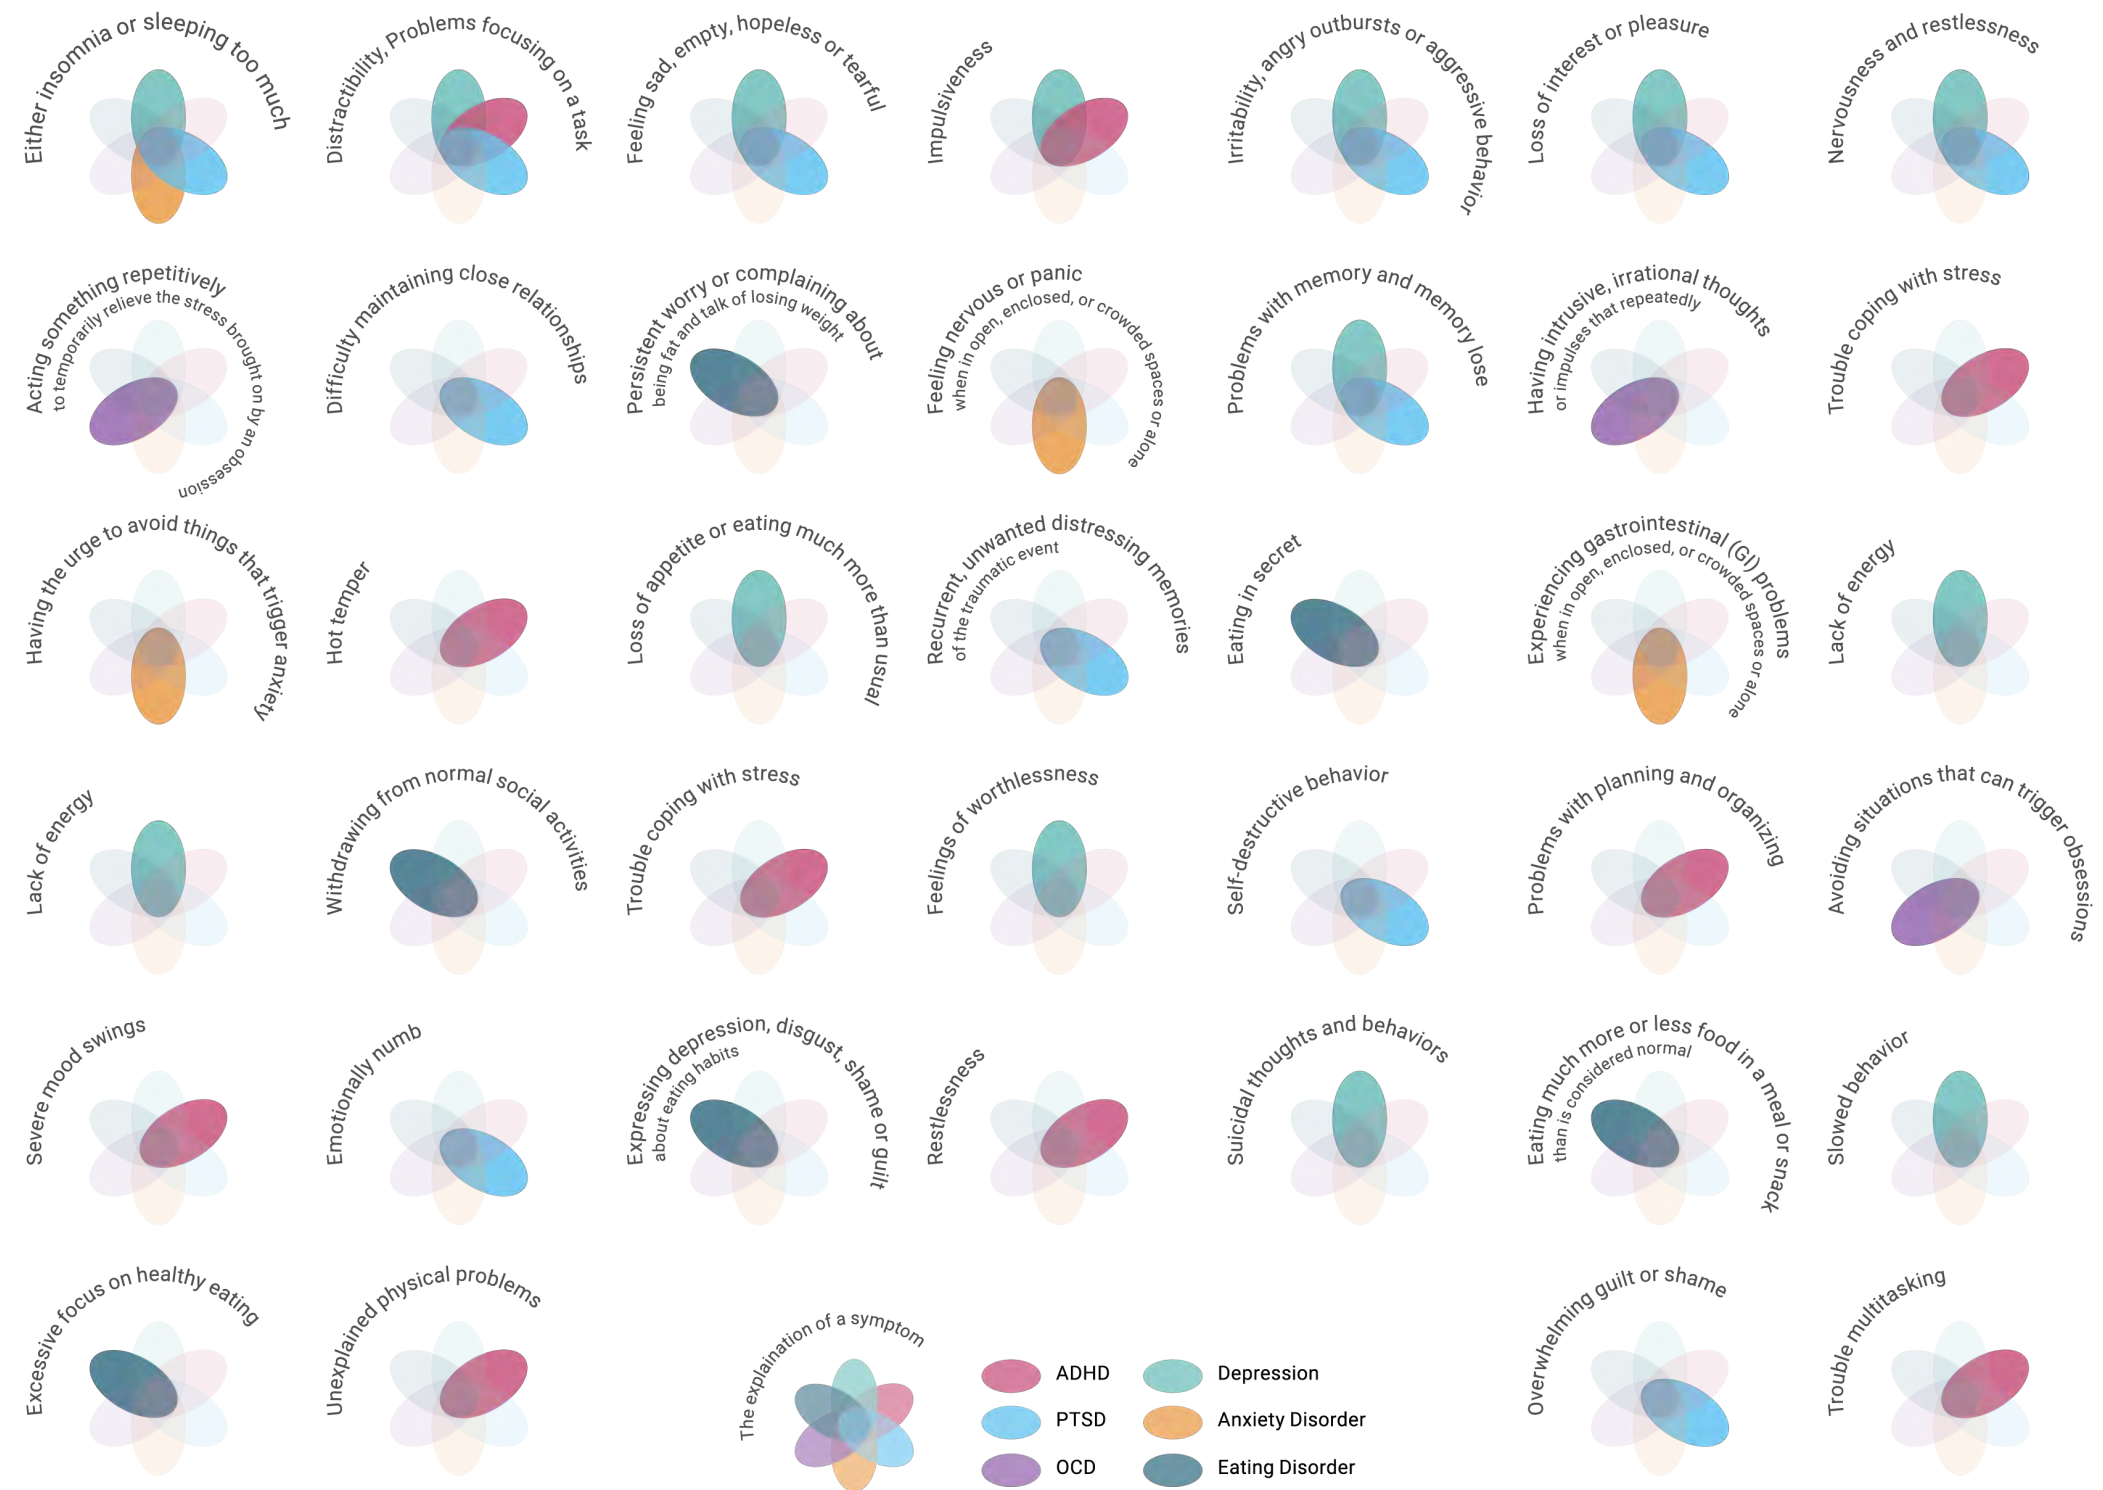 Either insomnia or sleeping too much
Distractibility, Problems focusing on a task
Feeling sad, empty, hopeless or tearful
Impulsiveness
Irritability, angry outbursts or aggressive behavior
Loss of interest or pleasure
Nervousness and restlessness
Acting something repetitively
to temporarily relieve the stress brought on by an obsession
Difficulty maintaining close relationships
Persistent worry or complaining about
being fat and talk of losing weight
Feeling nervous or panic
when in open, enclosed, or crowded spaces or alone
Problems with memory and memory lose
Having intrusive, irrational thoughts
or impulses that repeatedly
Trouble coping with stress
Having the urge to avoid things that trigger anxiety
Hot temper
Loss of appetite or eating much more than usual
Recurrent, unwanted distressing memories
of the traumatic event
Eating in secret
Experiencing gastrointestinal (GI) problems
when in open, enclosed, or crowded spaces or alone
Lack of energy
Lack of energy
Withdrawing from normal social activities
Trouble coping with stress
Feelings of worthlessness
Self-destructive behavior
Problems with planning and organizing
Avoiding situations that can trigger obsessions
Severe mood swings
Emotionally numb
Expressing depression, disgust, shame or guilt
about eating habits
Restlessness
Suicidal thoughts and behaviors
Eating much more or less food in a meal or snack
than is considered normal
Slowed behavior
Excessive focus on healthy eating
Unexplained physical problems
The explaination of a symptom
ADHD
Depression
PTSD
Anxiety Disorder
OCD
Eating Disorder
Overwhelming guilt or shame
Trouble multitasking